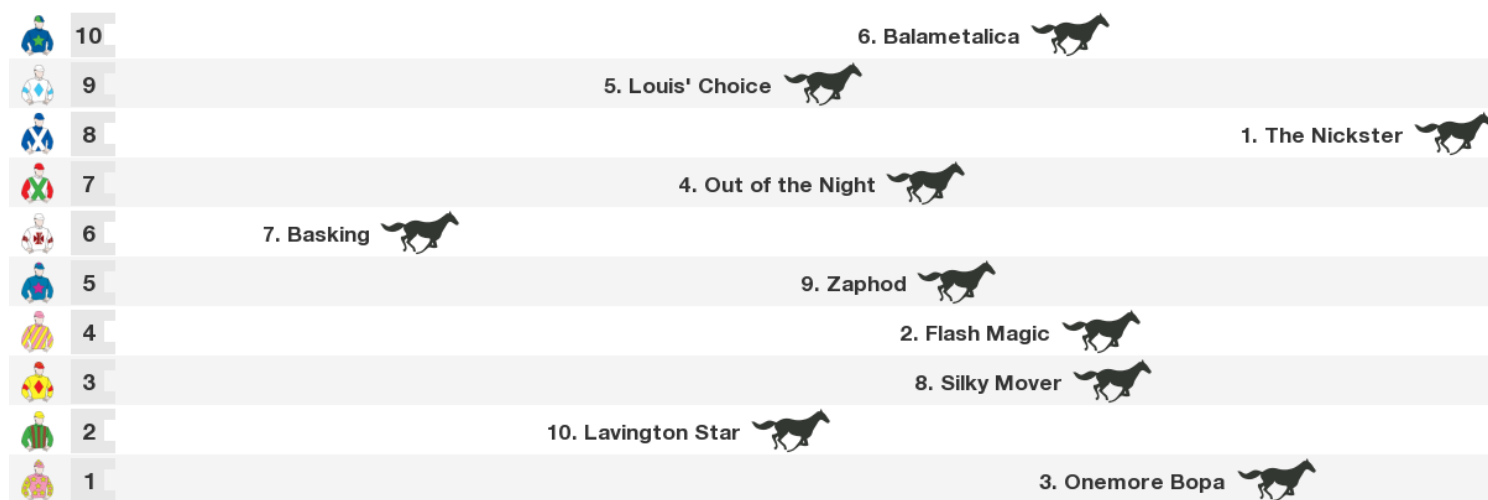 10 6. Balametalica
9 5. Louis' Choice
8 1. The Nickster
7 4. Out of the Night
6 7. Basking
5 9. Zaphod
4 2. Flash Magic
3 8. Silky Mover
2 10. Lavington Star
1 3. Onemore Bopa